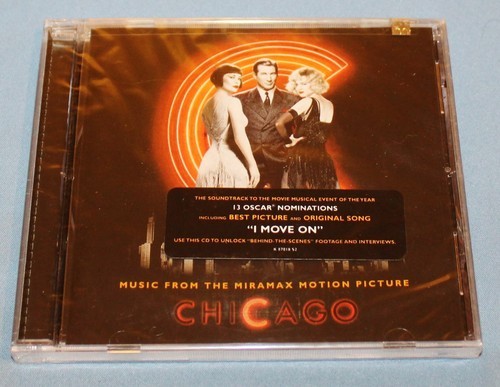 THE SOUNDTRACK TO THE MOVIE MUSICAL EVENT OF THE YEAR
13 OSCAR® NOMINATIONS
INCLUDING BEST PICTURE AND ORIGINAL SONG
"I MOVE ON"
USE THIS CD TO UNLOCK "BEHIND-THE-SCENES" FOOTAGE AND INTERVIEWS.
MUSIC FROM THE MIRAMAX MOTION PICTURE
CHICAGO